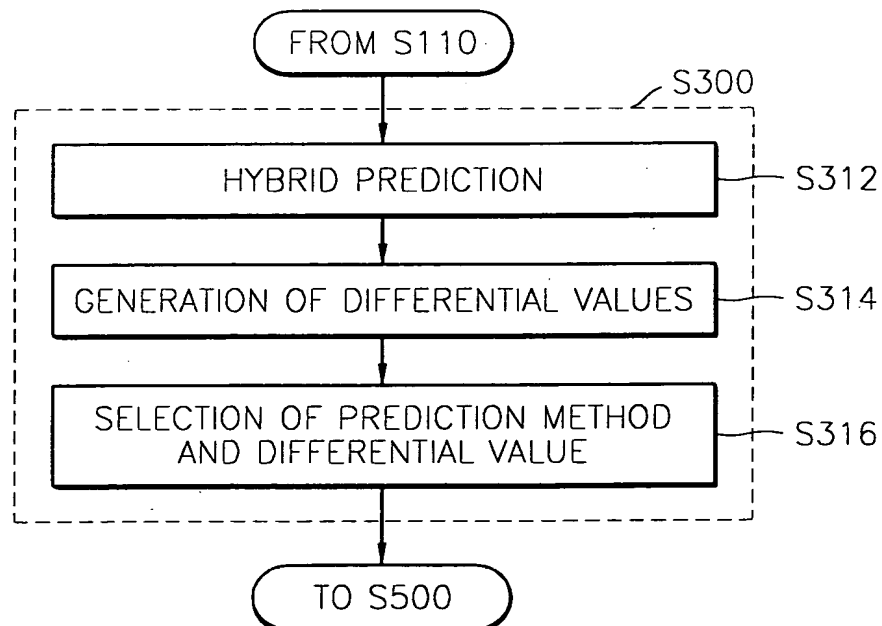 FROM S110
S300
HYBRID PREDICTION
S312
GENERATION OF DIFFERENTIAL VALUES
S314
SELECTION OF PREDICTION METHOD
AND DIFFERENTIAL VALUE
S316
TO S500